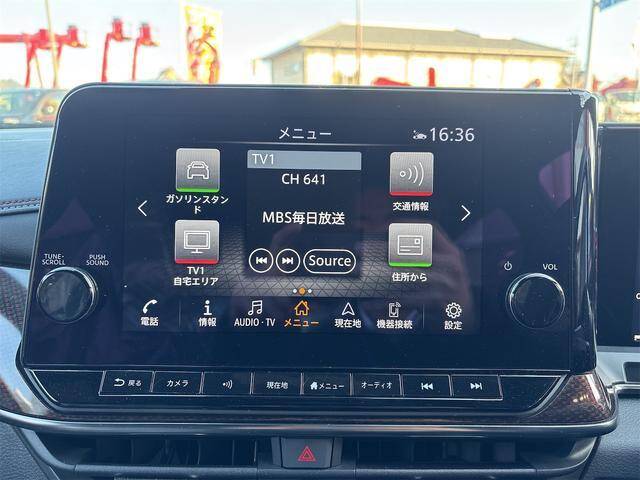 メニュー
16:36
TV1
CH 641
MBS毎日放送
Source
ガソリンスタン
ド
TV1
自宅エリア
交通情報
住所から
TUNE·
SCROLL
PUSH
SOUND
VOL
電話
情報
AUDIO・TV
メニュー
現在地
機器接続
設定
戻る
カメラ
現在地
メニュー
オーディオ